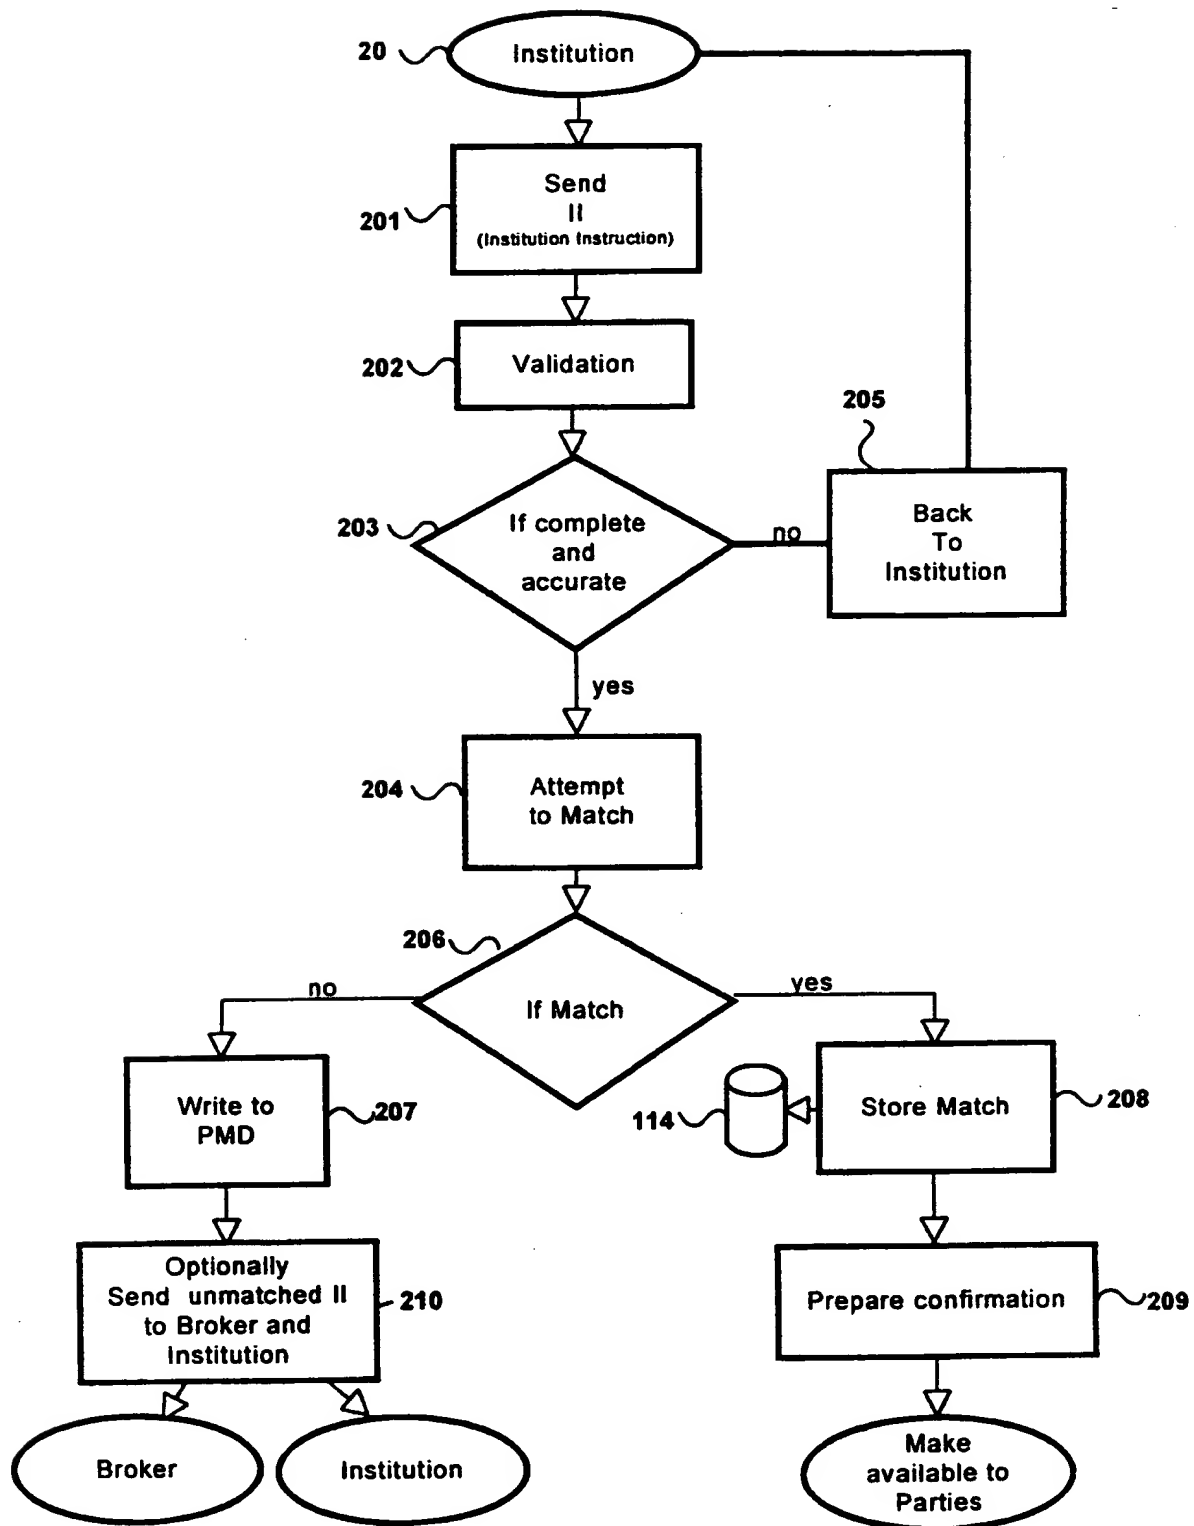 20
Institution
Send
II
(Institution Instruction)
201
Validation
202
205
203
If complete
and
accurate
no
Back
To
Institution
yes
204
Attempt
to Match
206
no
If Match
yes
Write to
PMD
207
114
Store Match
208
Optionally
Send unmatched II
to Broker and
Institution
210
Prepare confirmation
209
Broker
Institution
Make
available to
Parties